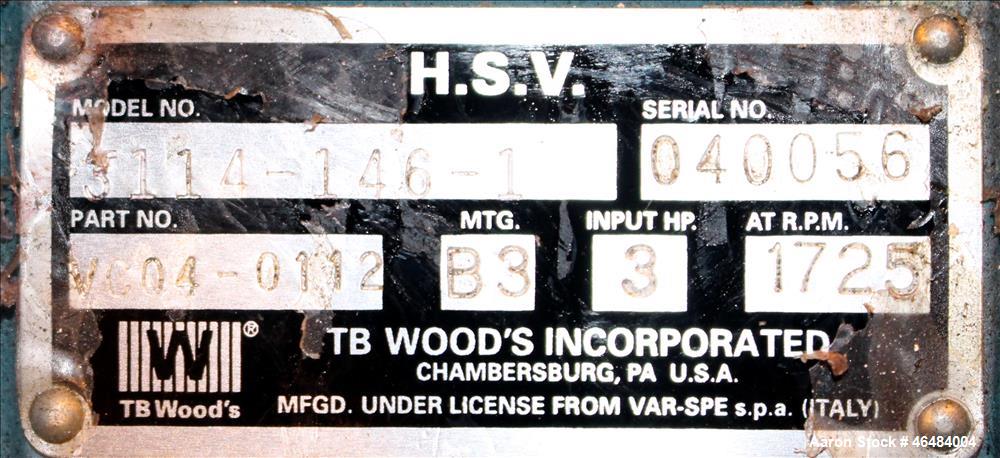 H.S.V.
MODEL NO. SERIAL NO.
3114-146-1 040056
PART NO. MTG. INPUT HP. AT R.P.M.
VC04-0112 B3 3 1725
W ®
TB WOOD'S INCORPORATED
CHAMBERSBURG, PA U.S.A.
TB Wood's MFGD. UNDER LICENSE FROM VAR-SPE s.p.a. (ITALY)
Aaron Stock # 46484004